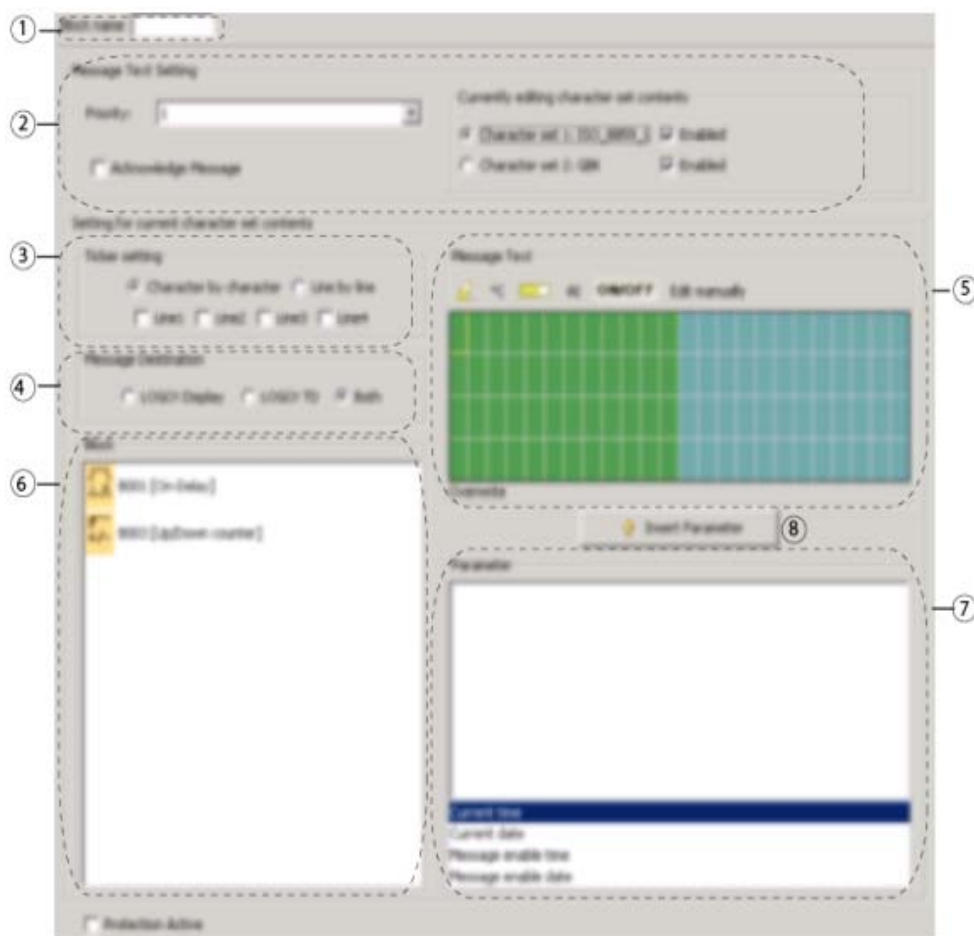 ① Block name
Message Text Setting
② Priority: 1
Currently editing character set contents
Character set 1: ISO_8859_1 Enabled
Character set 2: GBK Enabled
Acknowledge Message
Setting for current character set contents
③ Ticker setting
Character by character Line by line
Line1 Line2 Line3 Line4
④ Message Destination
LOGO! Display LOGO! TD Both
Message Text
⑤
°C AI ON/OFF Edit manually
Overwrite
⑥ Block
B001 [On-Delay]
[Up/Down counter]
Insert Parameter ⑧
Parameter
⑦
Current time
Current date
Message enable time
Message enable date
Protection Active